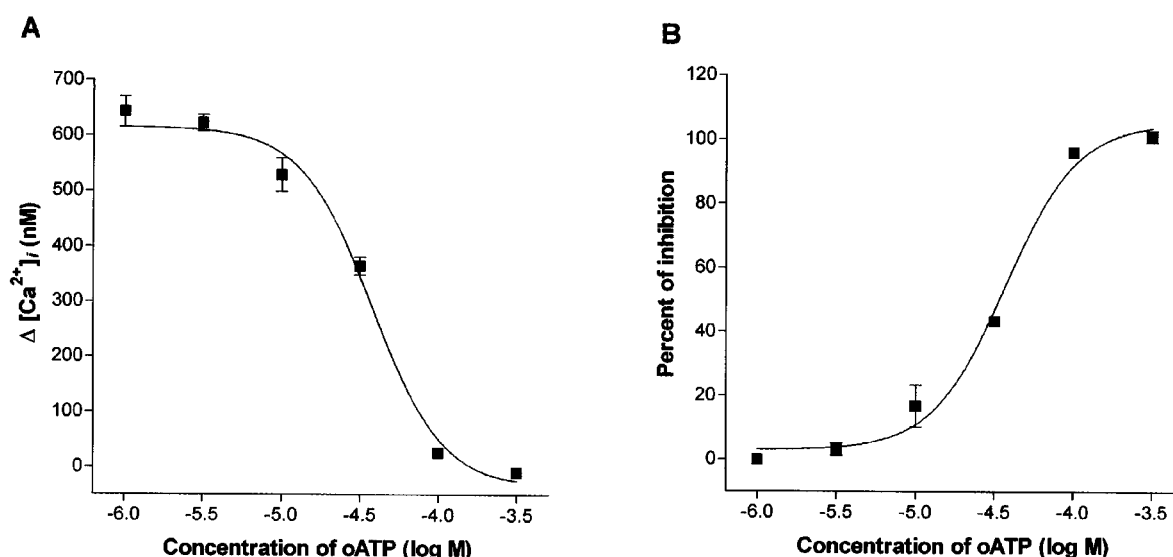 A
700
600
500
400
300
200
100
0
Δ [Ca²⁺]i (nM)
-6.0 -5.5 -5.0 -4.5 -4.0 -3.5
Concentration of oATP (log M)
B
120
100
80
60
40
20
0
Percent of inhibition
-6.0 -5.5 -5.0 -4.5 -4.0 -3.5
Concentration of oATP (log M)